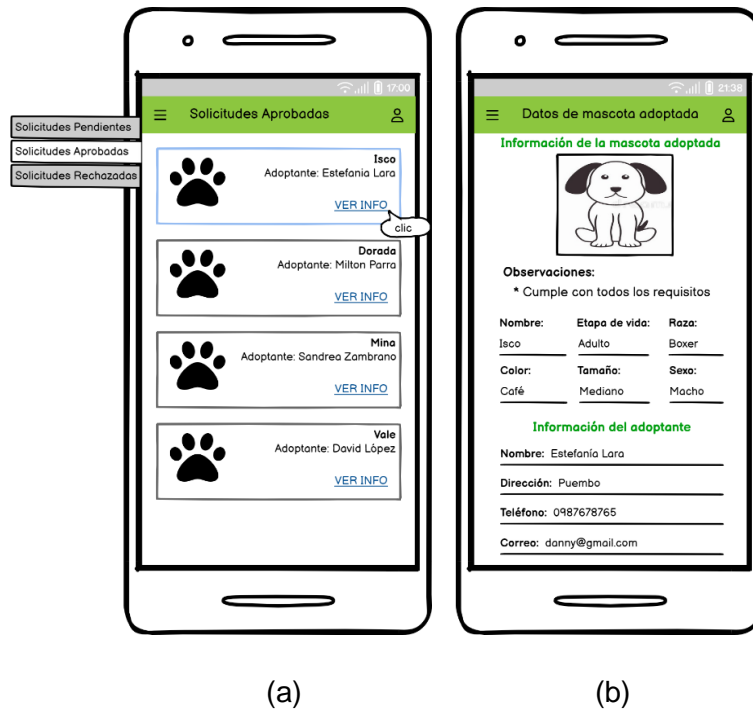 17:00
Solicitudes Aprobadas
Solicitudes Pendientes
Solicitudes Aprobadas
Solicitudes Rechazadas
Isco
Adoptante: Estefania Lara
VER INFO
clic
Dorada
Adoptante: Milton Parra
VER INFO
Mina
Adoptante: Sandrea Zambrano
VER INFO
Vale
Adoptante: David López
VER INFO
(a)
21:38
Datos de mascota adoptada
Información de la mascota adoptada
Observaciones:
* Cumple con todos los requisitos
Nombre: Etapa de vida: Raza:
Isco Adulto Boxer
Color: Tamaño: Sexo:
Café Mediano Macho
Información del adoptante
Nombre: Estefanía Lara
Dirección: Puembo
Teléfono: 0987678765
Correo: danny@gmail.com
(b)